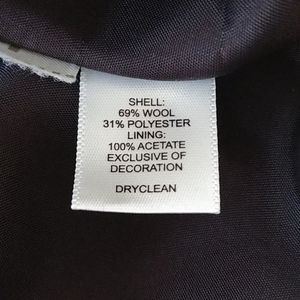 SHELL:
69% WOOL
31% POLYESTER
LINING:
100% ACETATE
EXCLUSIVE OF
DECORATION
DRYCLEAN